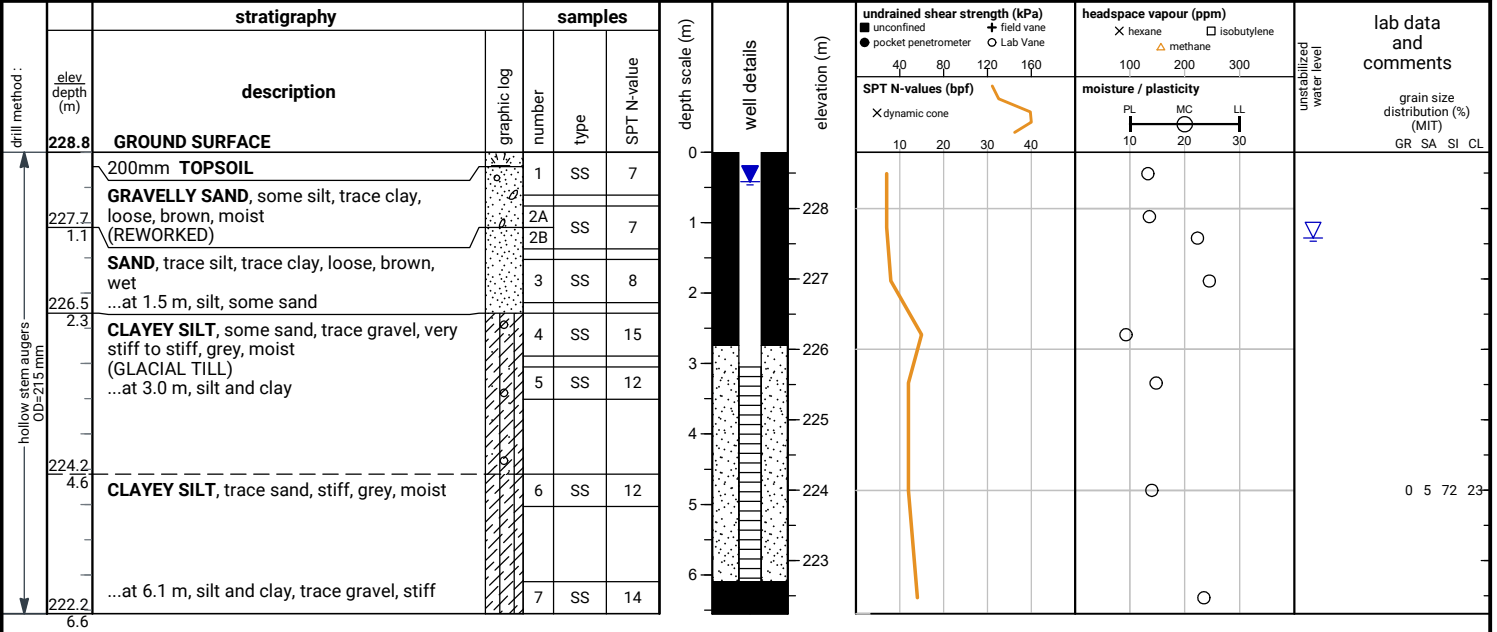 stratigraphy
samples
drill method :
elev
depth
(m)
description
graphic log
number
type
SPT N-value
depth scale (m)
well details
elevation (m)
undrained shear strength (kPa)
unconfined
field vane
pocket penetrometer
Lab Vane
40 80 120 160
SPT N-values (bpf)
dynamic cone
10 20 30 40
headspace vapour (ppm)
hexane
isobutylene
methane
100 200 300
moisture / plasticity
PL MC LL
10 20 30
unstabilized
water level
lab data
and
comments
grain size
distribution (%)
(MIT)
GR SA SI CL
228.8 GROUND SURFACE
200mm TOPSOIL
1 SS 7
GRAVELLY SAND, some silt, trace clay,
loose, brown, moist
(REWORKED)
227.7
1.1
2A
2B
SS 7
SAND, trace silt, trace clay, loose, brown,
wet
...at 1.5 m, silt, some sand
3 SS 8
226.5
2.3
CLAYEY SILT, some sand, trace gravel, very
stiff to stiff, grey, moist
(GLACIAL TILL)
...at 3.0 m, silt and clay
4 SS 15
5 SS 12
224.2
4.6
CLAYEY SILT, trace sand, stiff, grey, moist
6 SS 12
0 5 72 23
...at 6.1 m, silt and clay, trace gravel, stiff
7 SS 14
222.2
6.6
hollow stem augers
OD=215 mm
0
1
2
3
4
5
6
228
227
226
225
224
223